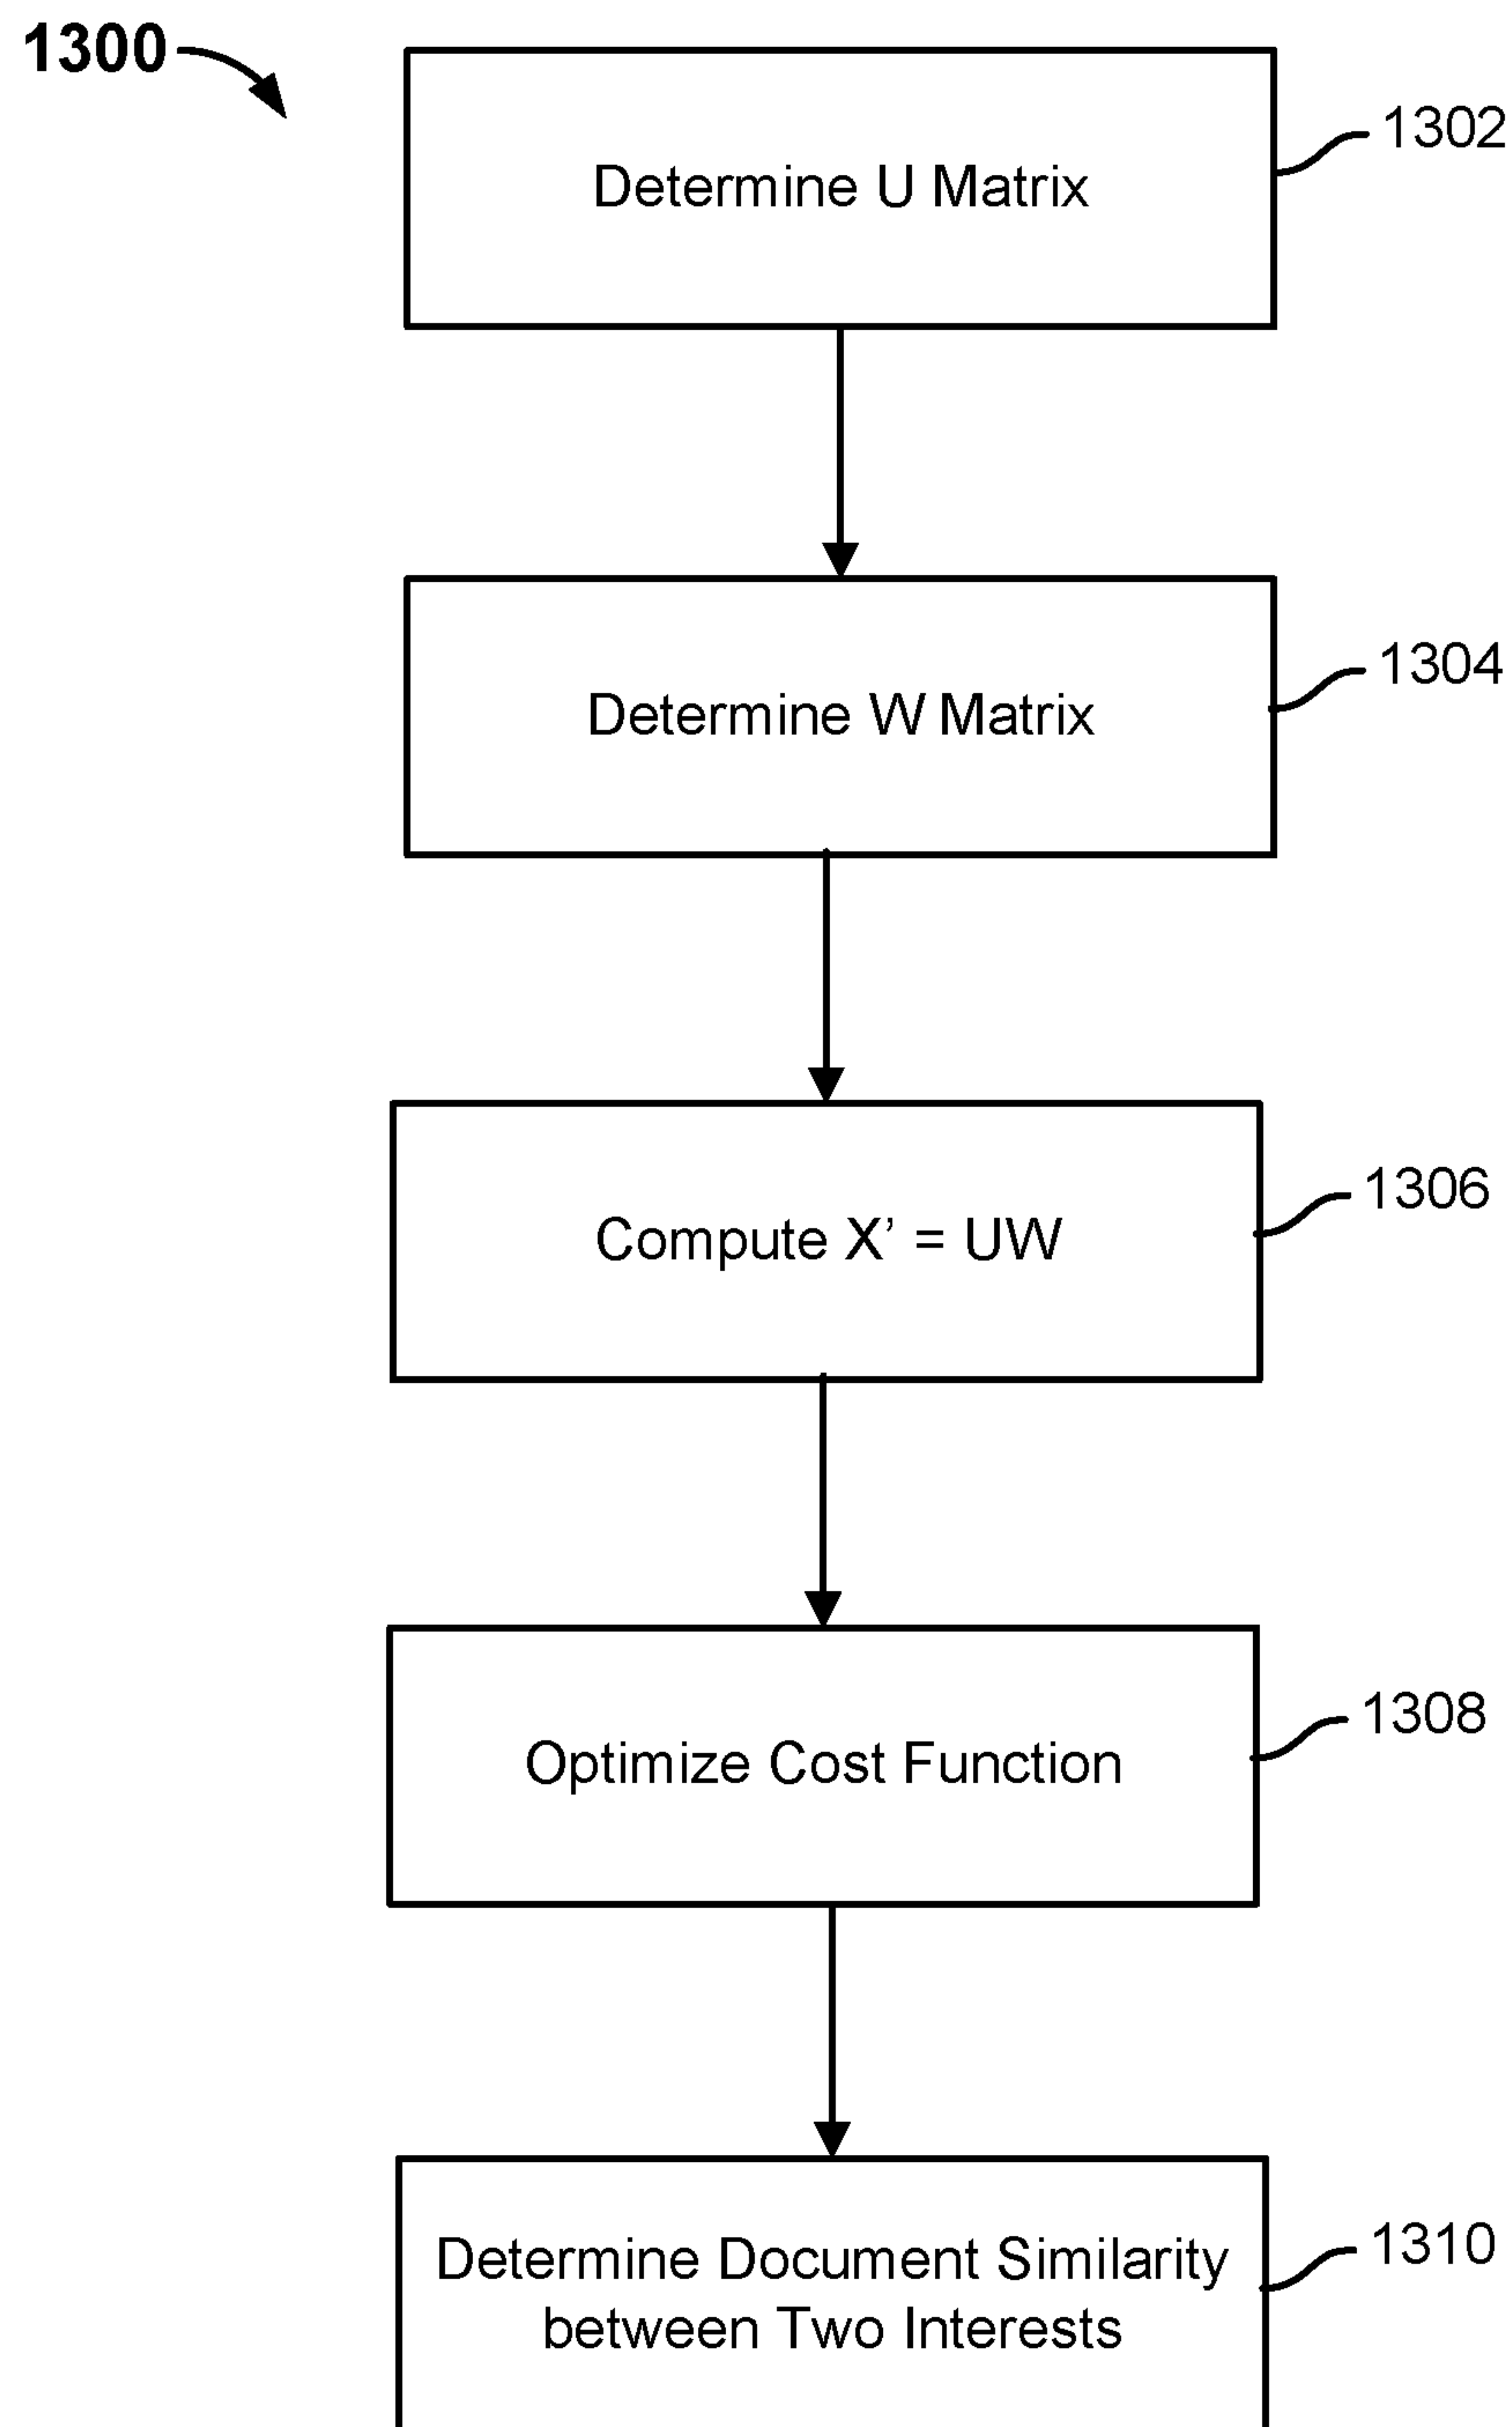 1300
1302
Determine U Matrix
1304
Determine W Matrix
1306
Compute X’ = UW
1308
Optimize Cost Function
1310
Determine Document Similarity
between Two Interests